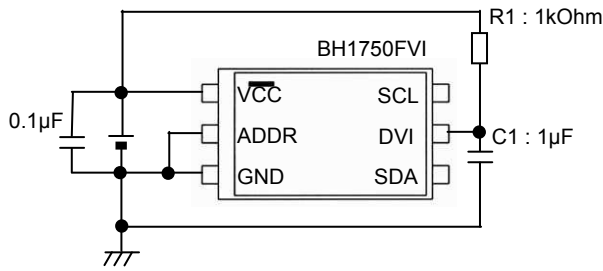 R1 : 1kOhm
BH1750FVI
VCC SCL
0.1µF
ADDR DVI
C1 : 1µF
GND SDA